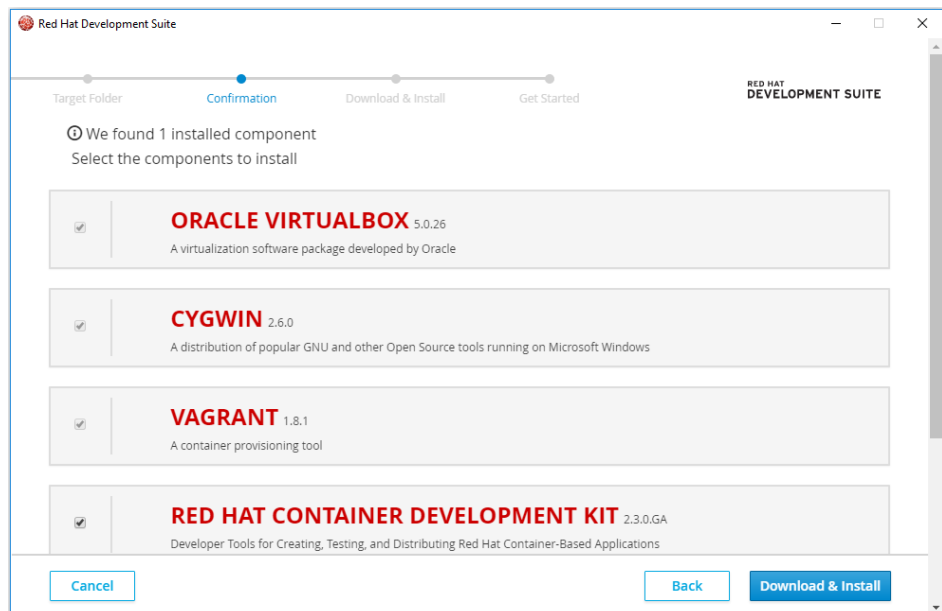 Red Hat Development Suite
Target Folder
Confirmation
Download & Install
Get Started
RED HAT
DEVELOPMENT SUITE
We found 1 installed component
Select the components to install
ORACLE VIRTUALBOX 5.0.26
A virtualization software package developed by Oracle
CYGWIN 2.6.0
A distribution of popular GNU and other Open Source tools running on Microsoft Windows
VAGRANT 1.8.1
A container provisioning tool
RED HAT CONTAINER DEVELOPMENT KIT 2.3.0.GA
Developer Tools for Creating, Testing, and Distributing Red Hat Container-Based Applications
Cancel
Back
Download & Install